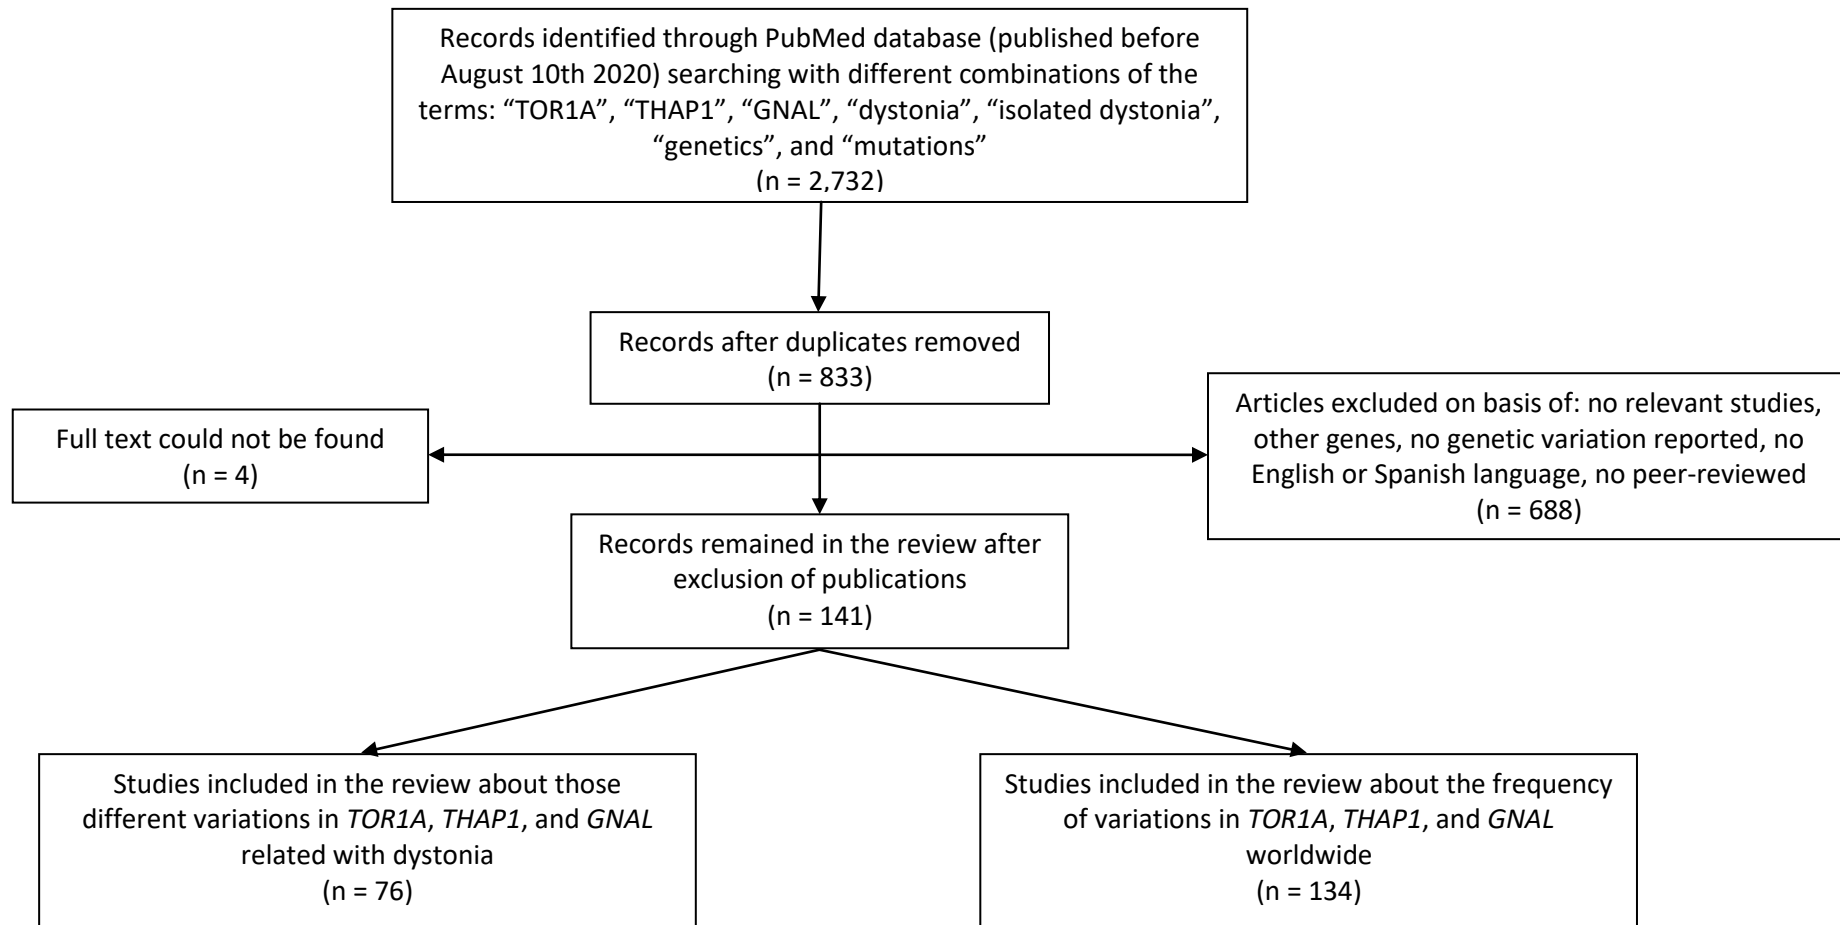 Records identified through PubMed database (published before
August 10th 2020) searching with different combinations of the
terms: “TOR1A”, “THAP1”, “GNAL”, “dystonia”, “isolated dystonia”,
“genetics”, and “mutations”
(n = 2,732)
Records after duplicates removed
(n = 833)
Full text could not be found
(n = 4)
Articles excluded on basis of: no relevant studies,
other genes, no genetic variation reported, no
English or Spanish language, no peer-reviewed
(n = 688)
Records remained in the review after
exclusion of publications
(n = 141)
Studies included in the review about those
different variations in TOR1A, THAP1, and GNAL
related with dystonia
(n = 76)
Studies included in the review about the frequency
of variations in TOR1A, THAP1, and GNAL
worldwide
(n = 134)